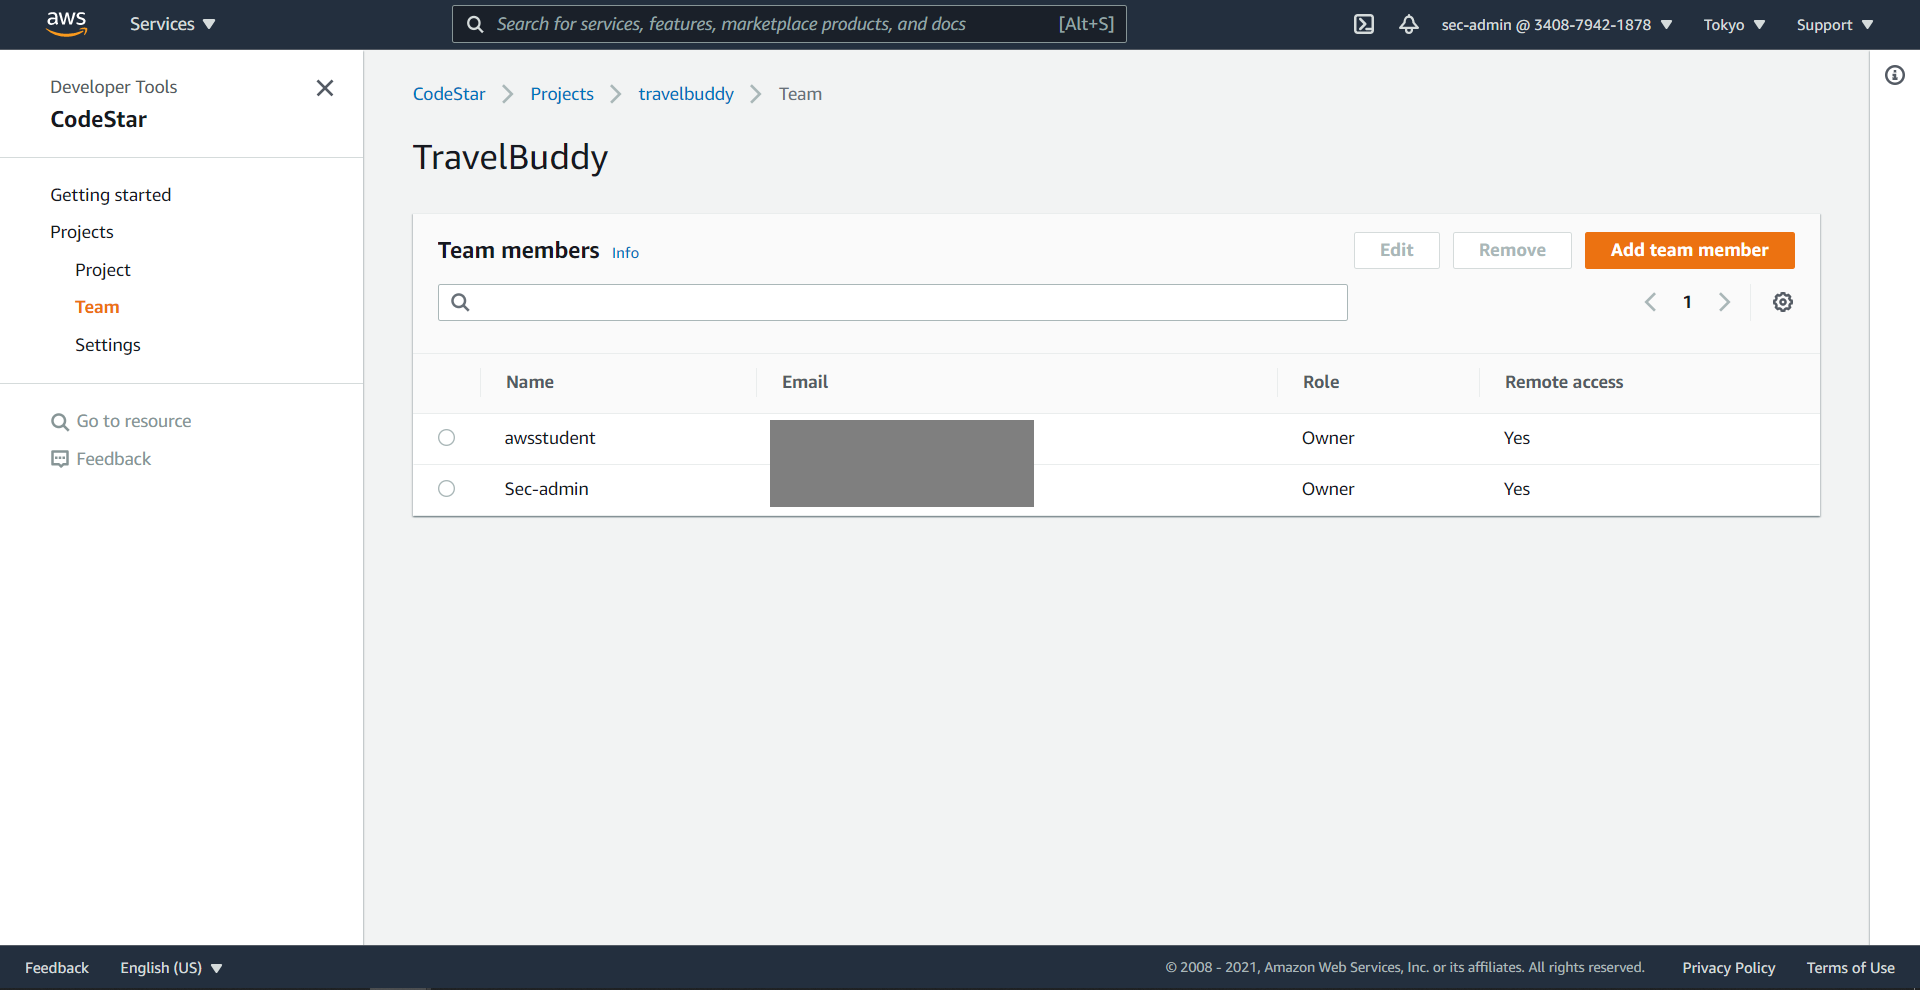 aws Services Search for services, features, marketplace products, and docs [Alt+S] sec-admin @ 3408-7942-1878 Tokyo Support
Developer Tools
CodeStar
Getting started
Projects
Project
Team
Settings
Go to resource
Feedback
CodeStar Projects travelbuddy Team
TravelBuddy
Team members Info Edit Remove Add team member
1
Name Email Role Remote access
awsstudent Owner Yes
Sec-admin Owner Yes
Feedback English (US) © 2008 - 2021, Amazon Web Services, Inc. or its affiliates. All rights reserved. Privacy Policy Terms of Use